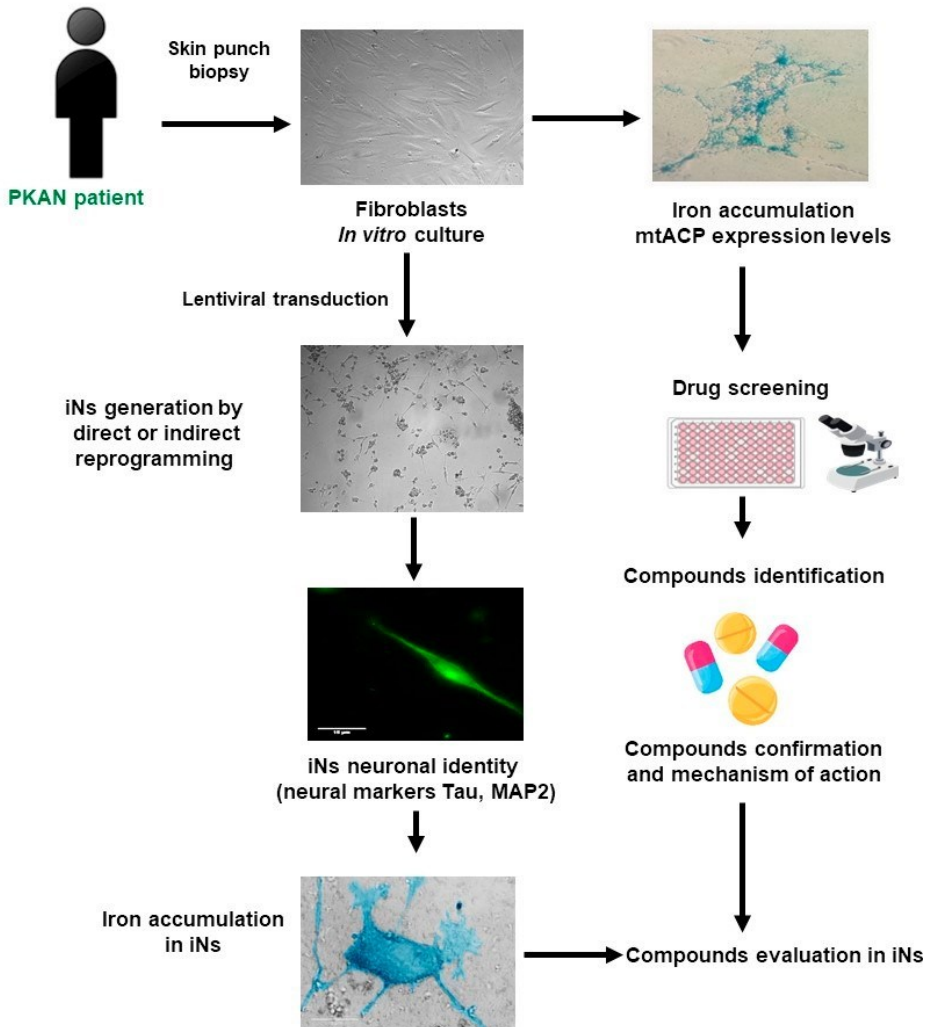 Skin punch
biopsy
PKAN patient
Fibroblasts
In vitro culture
Iron accumulation
mtACP expression levels
Lentiviral transduction
iNs generation by
direct or indirect
reprogramming
Drug screening
Compounds identification
iNs neuronal identity
(neural markers Tau, MAP2)
Compounds confirmation
and mechanism of action
Iron accumulation
in iNs
Compounds evaluation in iNs